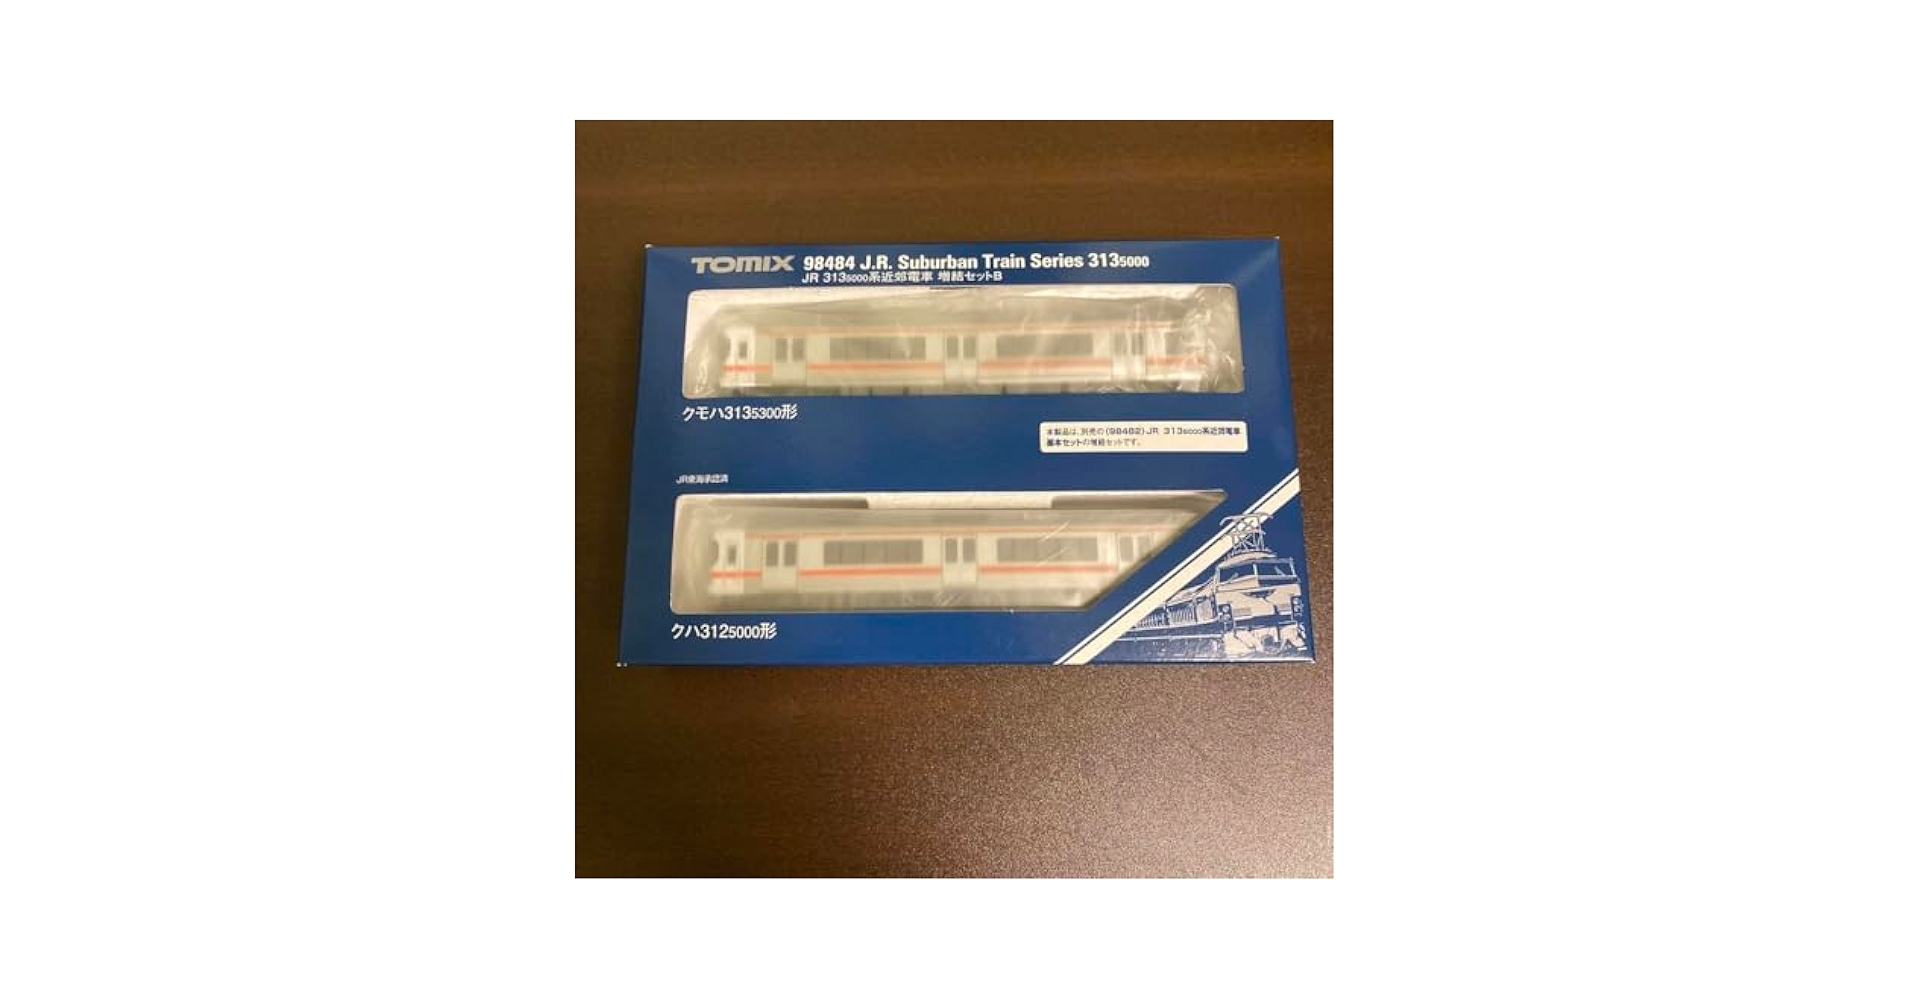 TOMIX 98484 J.R. Suburban Train Series 3135000
JR 3135000系近郊電車 増結セットB
クモハ3135300形
本製品は、別売の(98482)JR 3135000系近郊電車
基本セットの増結セットです。
JR東海承認済
クハ3125000形